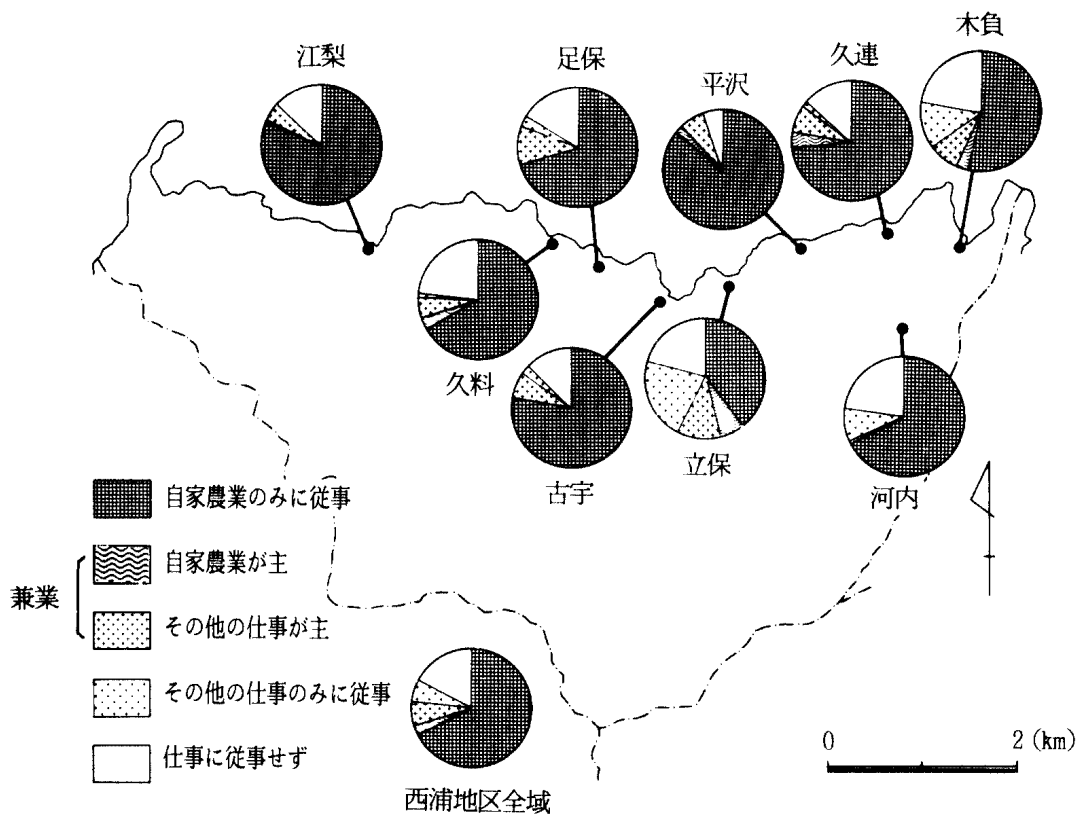 木負
江梨
足保
久連
平沢
久料
古宇
立保
河内
自家農業のみに従事
自家農業が主
兼業
その他の仕事が主
その他の仕事のみに従事
仕事に従事せず
0 2 (km)
西浦地区全域